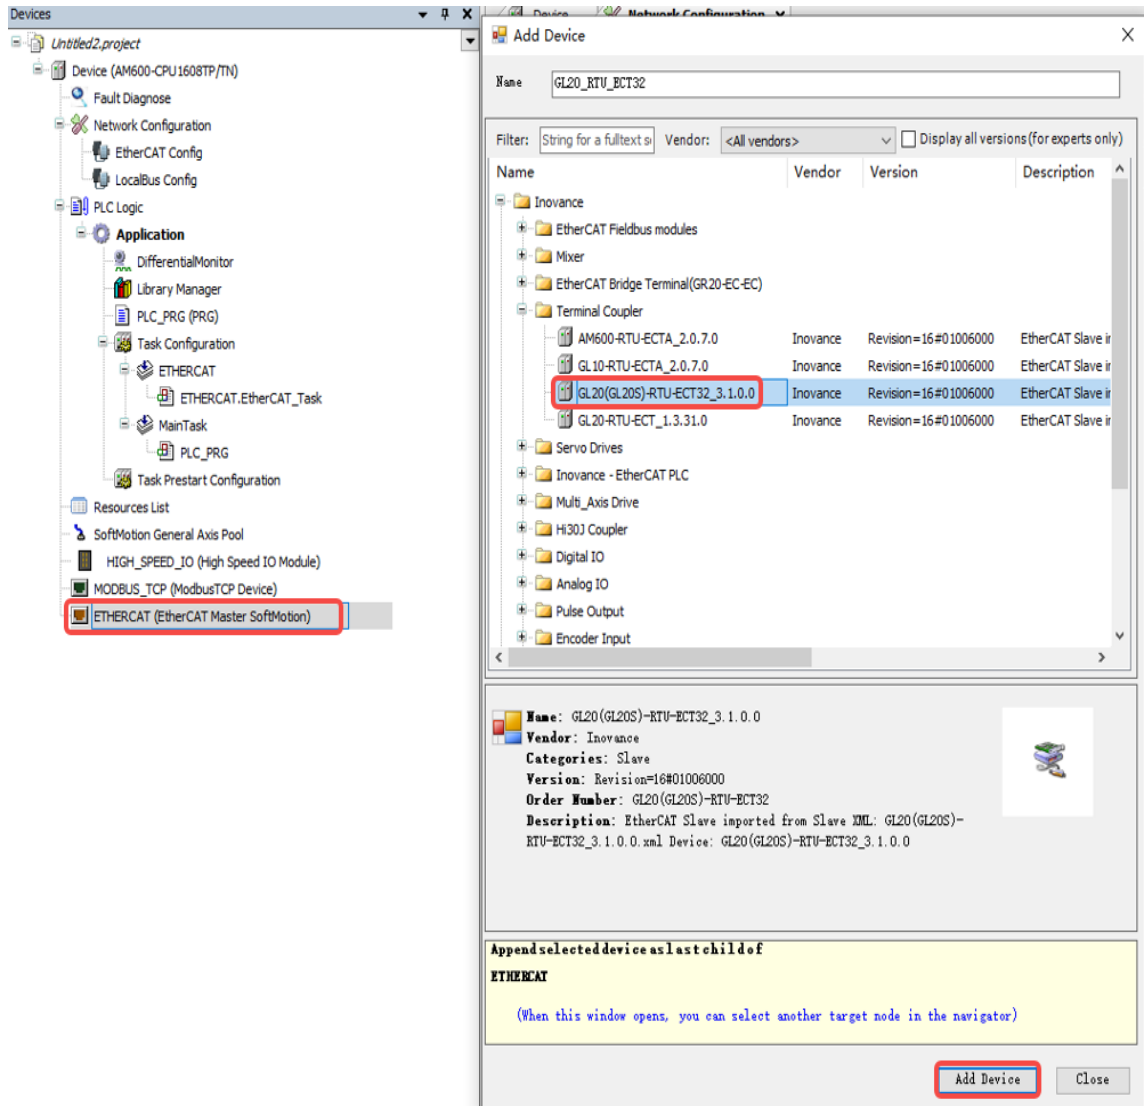 Devices
Untitled2.project
Device (AM600-CPU1608TP/TN)
Fault Diagnose
Network Configuration
EtherCAT Config
LocalBus Config
PLC Logic
Application
DifferentialMonitor
Library Manager
PLC_PRG (PRG)
Task Configuration
ETHERCAT
ETHERCAT.EtherCAT_Task
MainTask
PLC_PRG
Task Prestart Configuration
Resources List
SoftMotion General Axis Pool
HIGH_SPEED_IO (High Speed IO Module)
MODBUS_TCP (ModbusTCP Device)
ETHERCAT (EtherCAT Master SoftMotion)
Device Network Configuration
Add Device
Name GL20_RTU_ECT32
Filter: String for a fulltext s Vendor: <All vendors> Display all versions(for experts only)
Name Vendor Version Description
Inovance
EtherCAT Fieldbus modules
Mixer
EtherCAT Bridge Terminal(GR20-EC-EC)
Terminal Coupler
AM600-RTU-ECTA_2.0.7.0 Inovance Revision=16#01006000 EtherCAT Slave ir
GL10-RTU-ECTA_2.0.7.0 Inovance Revision=16#01006000 EtherCAT Slave ir
GL20(GL20S)-RTU-ECT32_3.1.0.0 Inovance Revision=16#01006000 EtherCAT Slave ir
GL20-RTU-ECT_1.3.31.0 Inovance Revision=16#01006000 EtherCAT Slave ir
Servo Drives
Inovance - EtherCAT PLC
Multi_Axis Drive
Hi30J Coupler
Digital IO
Analog IO
Pulse Output
Encoder Input
Name: GL20(GL20S)-RTU-ECT32_3.1.0.0
Vendor: Inovance
Categories: Slave
Version: Revision=16#01006000
Order Number: GL20(GL20S)-RTU-ECT32
Description: EtherCAT Slave imported from Slave XML: GL20(GL20S)-
RTU-ECT32_3.1.0.0.xml Device: GL20(GL20S)-RTU-ECT32_3.1.0.0
Append selected device as last child of
ETHERCAT
(When this window opens, you can select another target node in the navigator)
Add Device Close